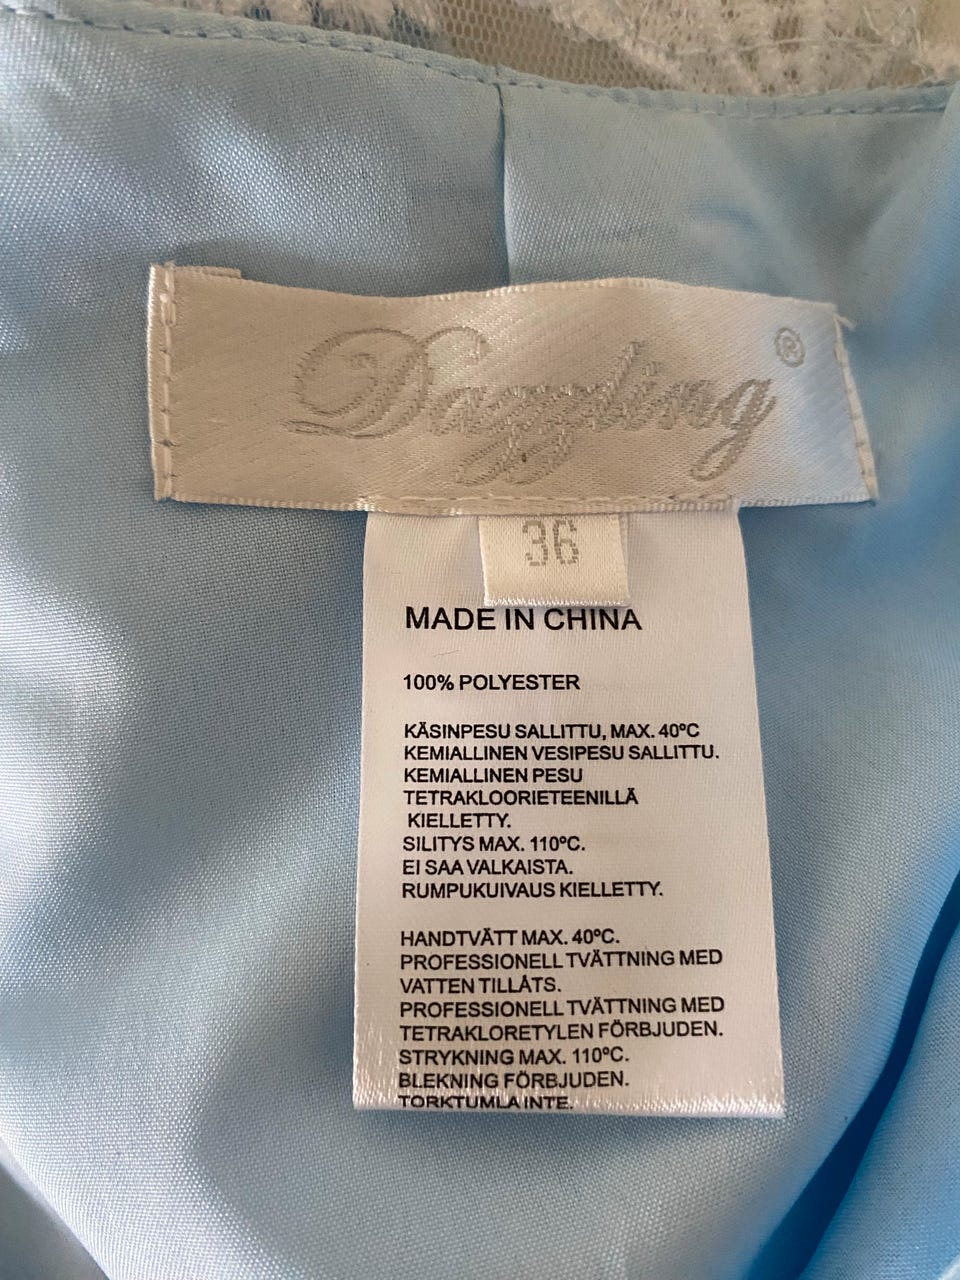 Dazzling®
36
MADE IN CHINA
100% POLYESTER
KÄSINPESU SALLITTU, MAX. 40ºC
KEMIALLINEN VESIPESU SALLITTU.
KEMIALLINEN PESU
TETRAKLOORIETEENILLÄ
KIELLETTY.
SILITYS MAX. 110ºC.
EI SAA VALKAISTA.
RUMPUKUIVAUS KIELLETTY.
HANDTVÄTT MAX. 40ºC.
PROFESSIONELL TVÄTTNING MED
VATTEN TILLÅTS.
PROFESSIONELL TVÄTTNING MED
TETRAKLORETYLEN FÖRBJUDEN.
STRYKNING MAX. 110ºC.
BLEKNING FÖRBJUDEN.
TORKTUMLA INTE.